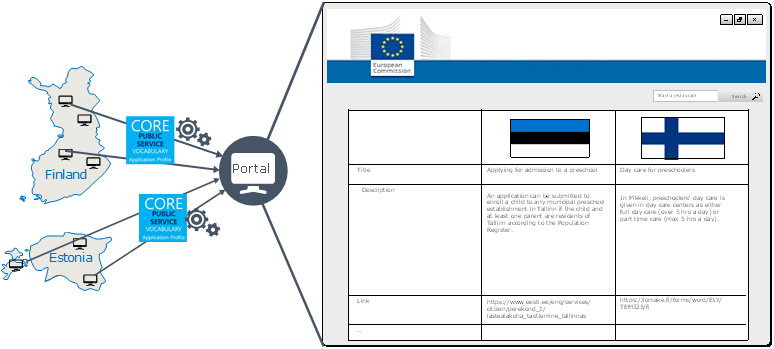 Finland
CORE
PUBLIC
SERVICE
VOCABULARY
Application Profile
CORE
PUBLIC
SERVICE
VOCABULARY
Application Profile
Estonia
Portal
European
Commission
Start a restaurant
Search
Title
Applying for admission to a preschool
Day care for preschoolers
Description
An application can be submitted to
enroll a child to any municipal preschool
establishment in Tallinn if the child and
at least one parent are residents of
Tallinn according to the Population
Register.
In Mikkeli, preschoolers' day care is
given in day care centers as either
full day care (over 5 hrs a day) or
part time care (max 5 hrs a day).
Link
https://www.eesti.ee/eng/services/
citizen/perekond_1/
https://lomake.fi/forms/word/ELY/
TEM323/fi
...